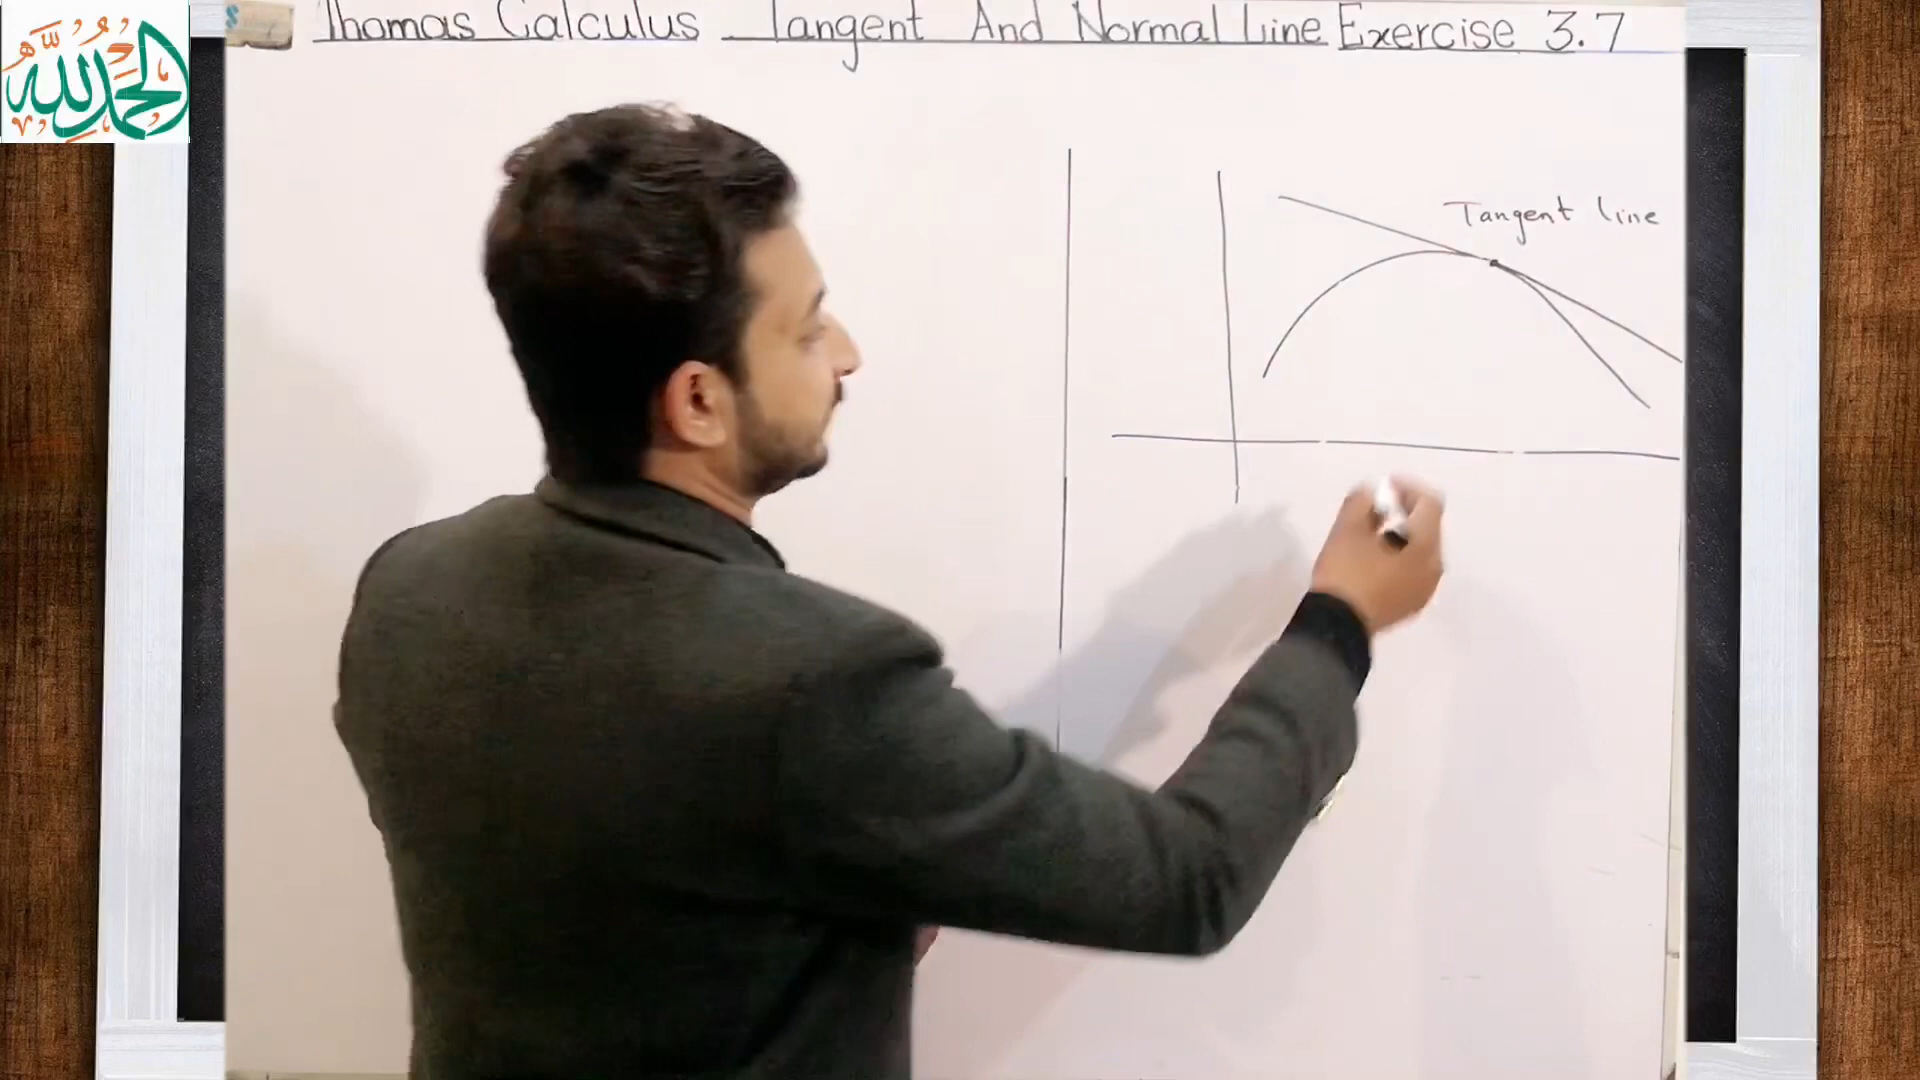 الحمد لله
Thomas Calculus Tangent And Normal Line Exercise 3.7
Tangent line